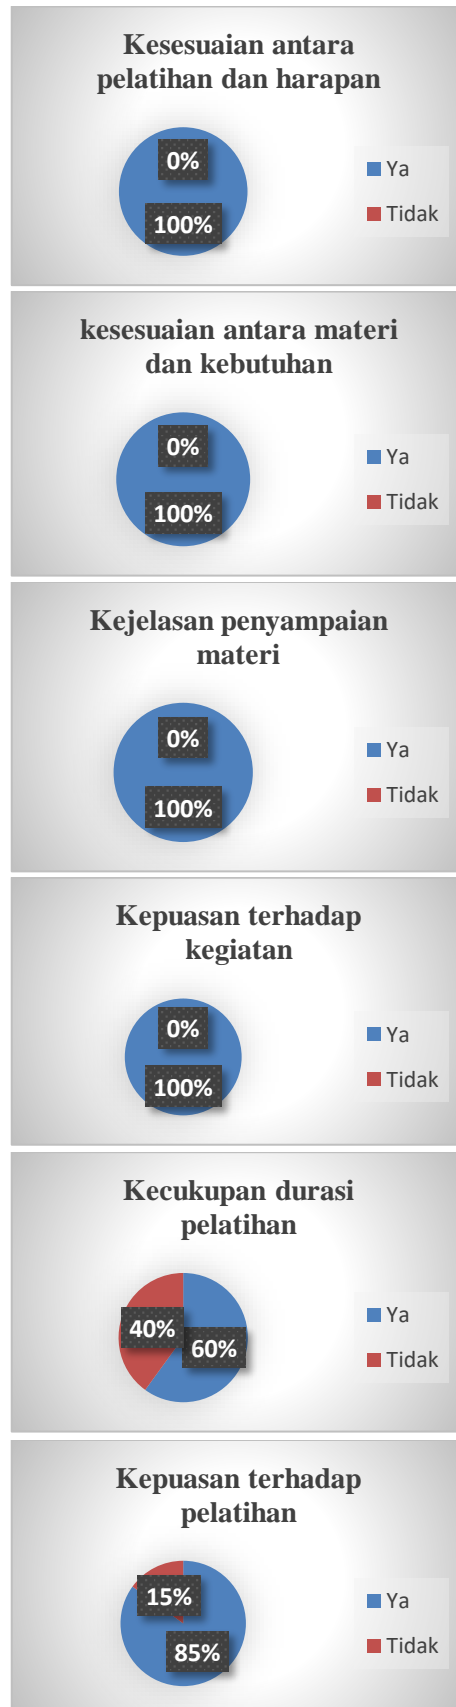 Kesesuaian antara
pelatihan dan harapan
0%
100%
Ya
Tidak
kesesuaian antara materi
dan kebutuhan
0%
100%
Ya
Tidak
Kejelasan penyampaian
materi
0%
100%
Ya
Tidak
Kepuasan terhadap
kegiatan
0%
100%
Ya
Tidak
Kecukupan durasi
pelatihan
40%
60%
Ya
Tidak
Kepuasan terhadap
pelatihan
15%
85%
Ya
Tidak